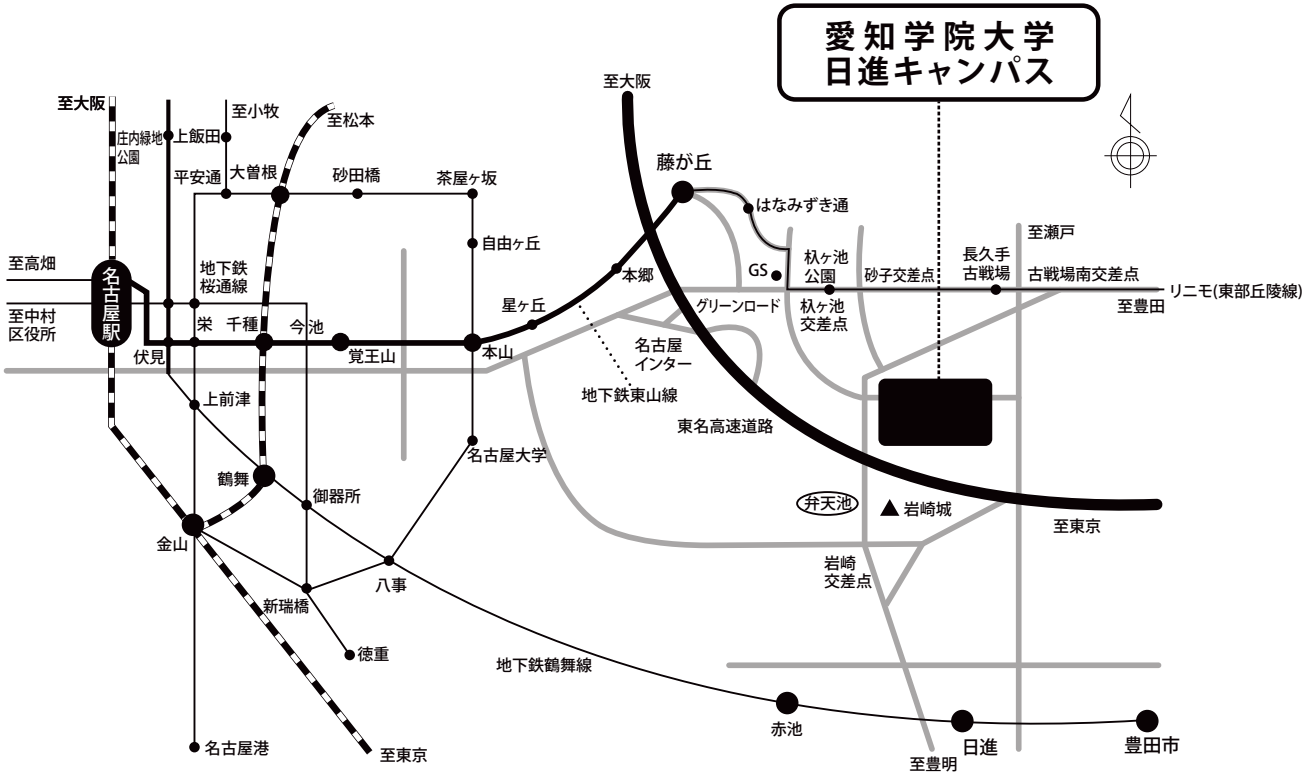 愛知学院大学
日進キャンパス
至大阪
至大阪
庄内緑地
公園
上飯田
至小牧
至松本
平安通
大曽根
砂田橋
茶屋ヶ坂
藤が丘
はなみずき通
自由ヶ丘
至高畑
名古屋駅
地下鉄
桜通線
本郷
GS
杁ヶ池
公園
砂子交差点
長久手
古戦場
至瀬戸
古戦場南交差点
リニモ(東部丘陵線)
至豊田
至中村
区役所
栄
千種
今池
星ヶ丘
グリーンロード
杁ヶ池
交差点
伏見
覚王山
本山
名古屋
インター
地下鉄東山線
上前津
東名高速道路
名古屋大学
鶴舞
御器所
弁天池
岩崎城
至東京
金山
八事
岩崎
交差点
新瑞橋
徳重
地下鉄鶴舞線
赤池
日進
豊田市
名古屋港
至東京
至豊明